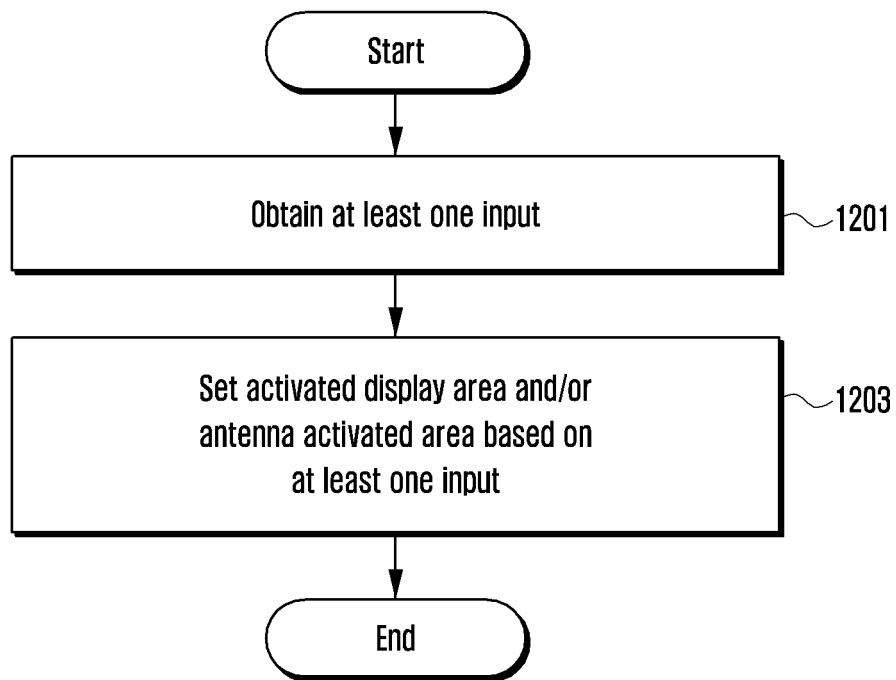 Start
Obtain at least one input
1201
Set activated display area and/or
antenna activated area based on
at least one input
1203
End